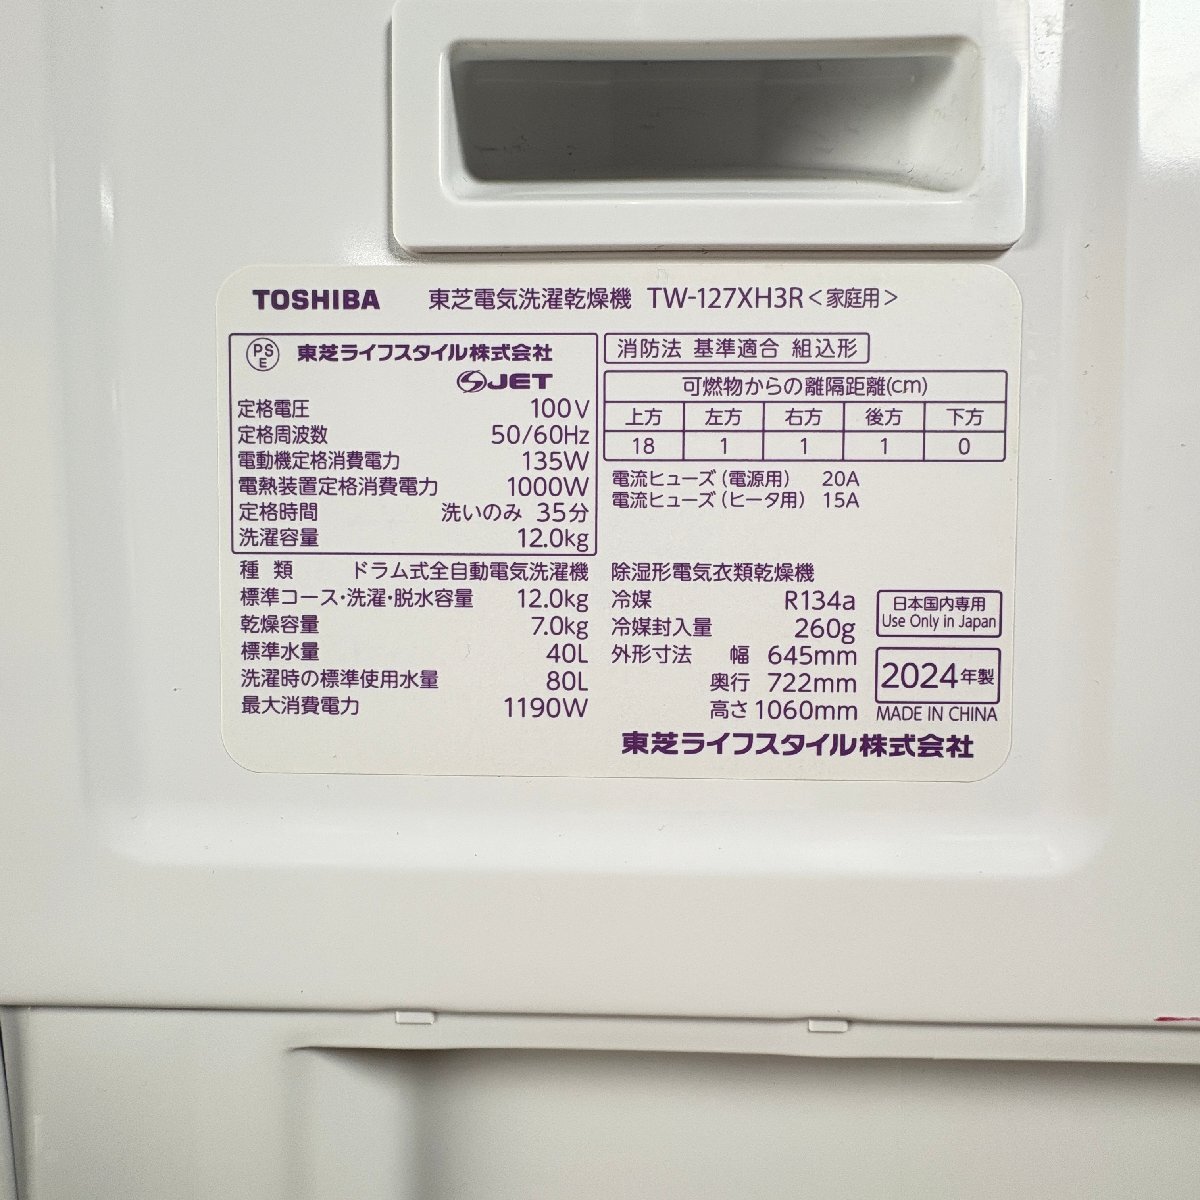 TOSHIBA 東芝電気洗濯乾燥機 TW-127XH3R<家庭用>
PS E 東芝ライフスタイル株式会社
JET
定格電圧 100V
定格周波数 50/60Hz
電動機定格消費電力 135W
電熱装置定格消費電力 1000W
定格時間 洗いのみ 35分
洗濯容量 12.0kg
種 類 ドラム式全自動電気洗濯機
標準コース・洗濯・脱水容量 12.0kg
乾燥容量 7.0kg
標準水量 40L
洗濯時の標準使用水量 80L
最大消費電力 1190W
消防法 基準適合 組込形
可燃物からの離隔距離(cm)
上方 左方 右方 後方 下方
18 1 1 1 0
電流ヒューズ(電源用) 20A
電流ヒューズ(ヒータ用) 15A
除湿形電気衣類乾燥機
冷媒 R134a
冷媒封入量 260g
外形寸法 幅 645mm
奥行 722mm
高さ 1060mm
日本国内専用
Use Only in Japan
2024年製
MADE IN CHINA
東芝ライフスタイル株式会社